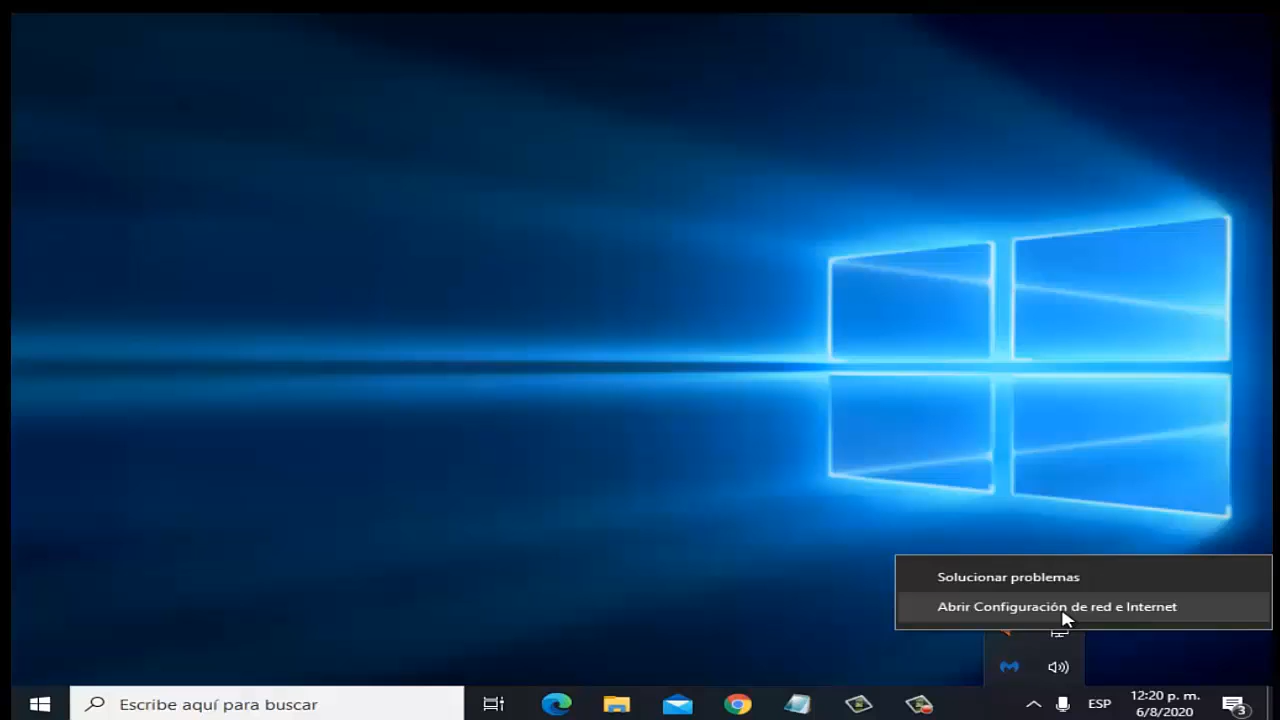 Solucionar problemas
Abrir Configuración de red e Internet
Escribe aquí para buscar
ESP
12:20 p. m.
6/8/2020
3